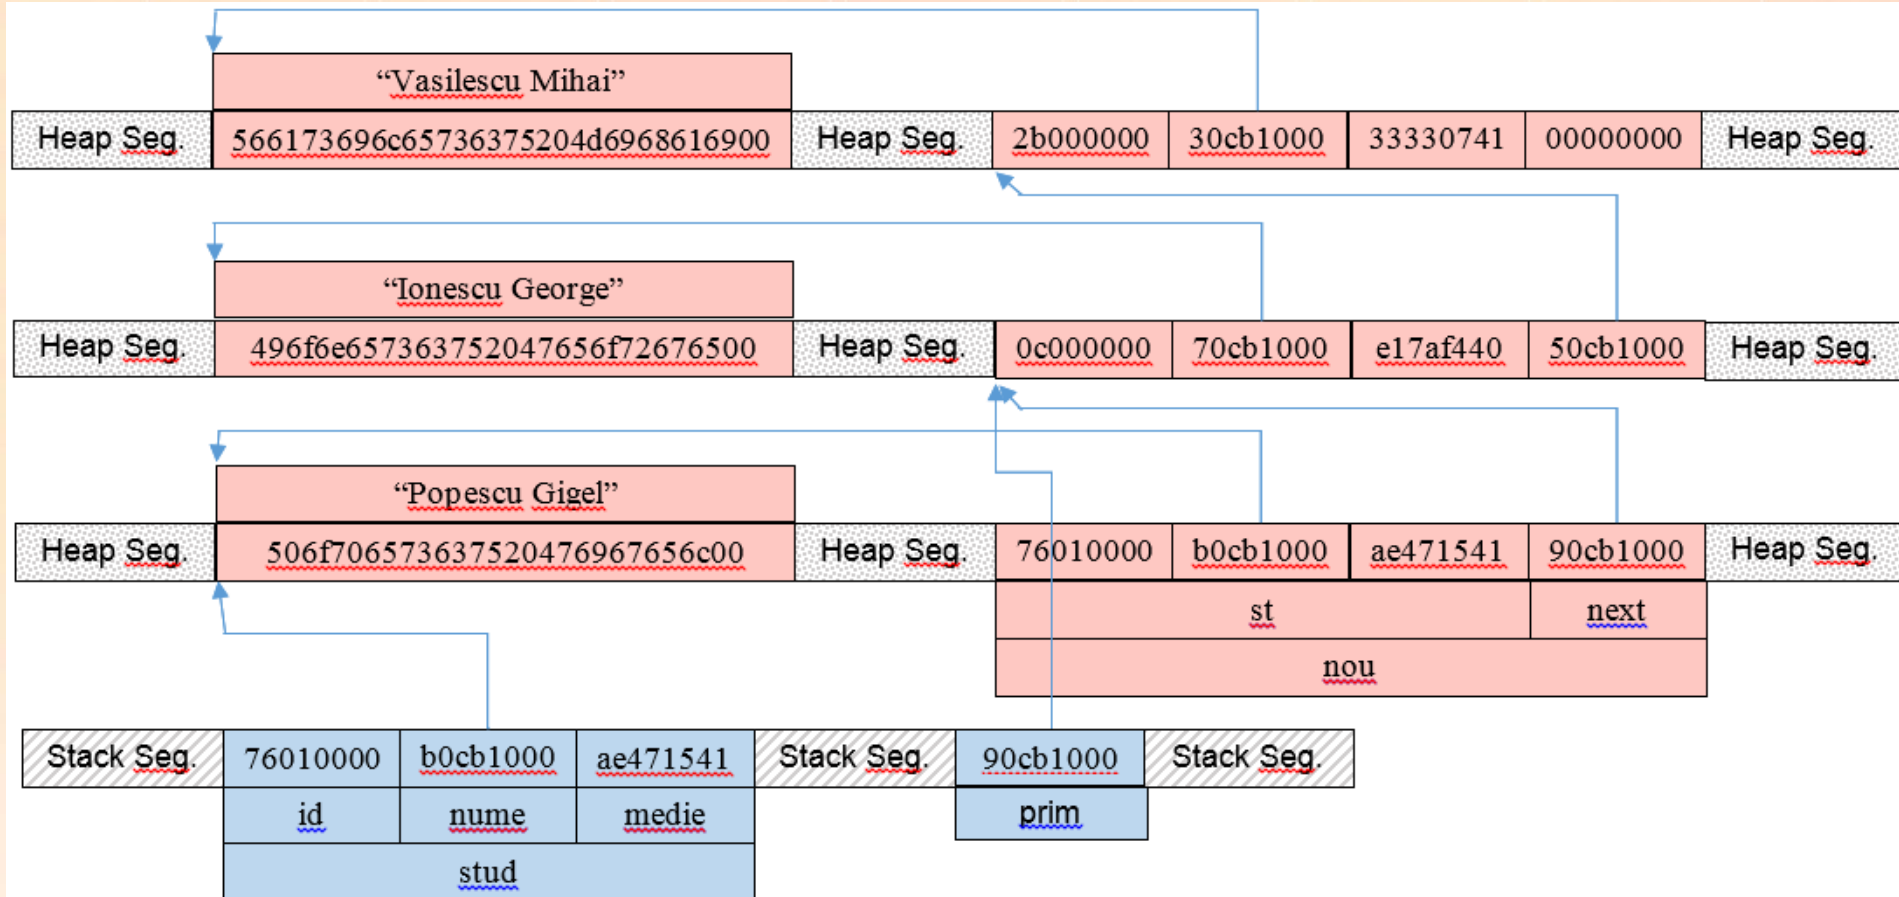 “Vasilescu Mihai”
Heap Seg. 566173696c65736375204d6968616900 Heap Seg. 2b000000 30cb1000 33330741 00000000 Heap Seg.
“Ionescu George”
Heap Seg. 496f6e657363752047656f72676500 Heap Seg. 0c000000 70cb1000 e17af440 50cb1000 Heap Seg.
“Popescu Gigel”
Heap Seg. 506f706573637520476967656c00 Heap Seg. 76010000 b0cb1000 ae471541 90cb1000 Heap Seg.
st next
nou
Stack Seg. 76010000 b0cb1000 ae471541 Stack Seg. 90cb1000 Stack Seg.
id nume medie prim
stud